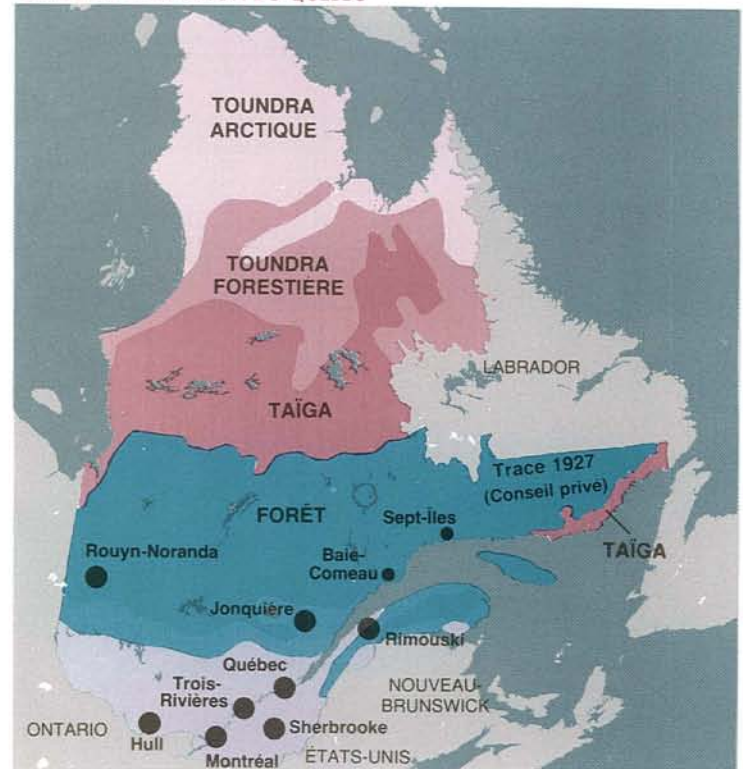 TOUNDRA
ARCTIQUE
TOUNDRA
FORESTIÈRE
LABRADOR
TAÏGA
Trace 1927
(Conseil privé)
FORÊT
Sept-Îles
TAÏGA
Rouyn-Noranda
Baie-
Comeau
Jonquière
Rimouski
Québec
Trois-
Rivières
NOUVEAU-
BRUNSWICK
ONTARIO
Hull
Sherbrooke
Montréal
ÉTATS-UNIS